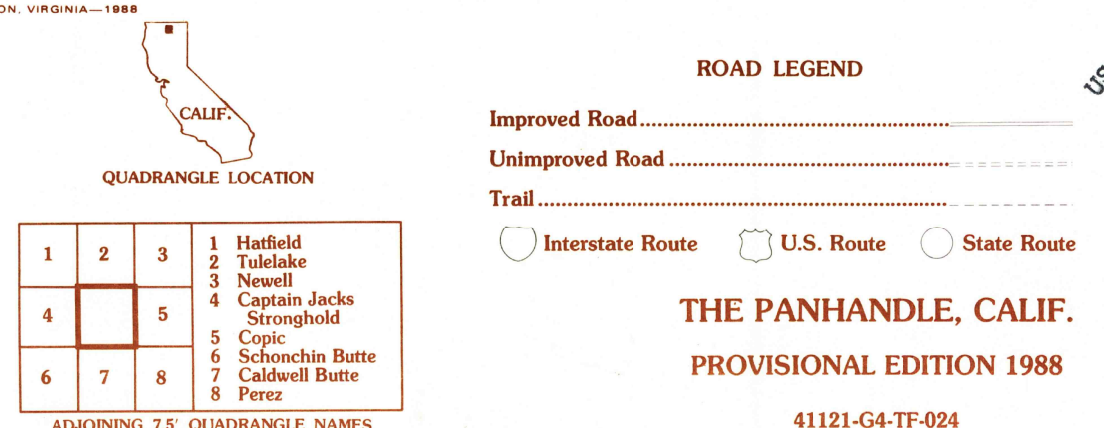 ON, VIRGINIA—1988
CALIF.
QUADRANGLE LOCATION
1 2 3
4 5
6 7 8
1 Hatfield
2 Tulelake
3 Newell
4 Captain Jacks
Stronghold
5 Copic
6 Schonchin Butte
7 Caldwell Butte
8 Perez
ADJOINING 7.5' QUADRANGLE NAMES
ROAD LEGEND
Improved Road
Unimproved Road
Trail
Interstate Route U.S. Route State Route
THE PANHANDLE, CALIF.
PROVISIONAL EDITION 1988
41121-G4-TF-024
US